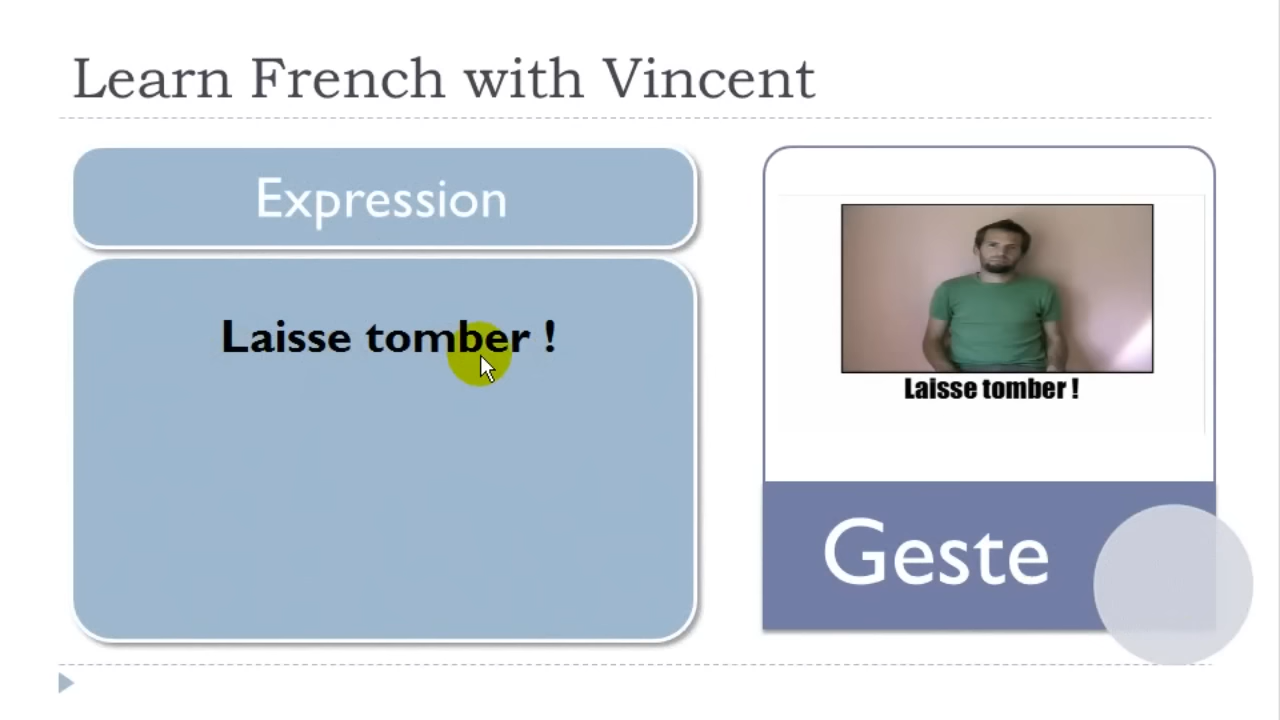 Learn French with Vincent
Expression
Laisse tomber !
Laisse tomber !
Geste